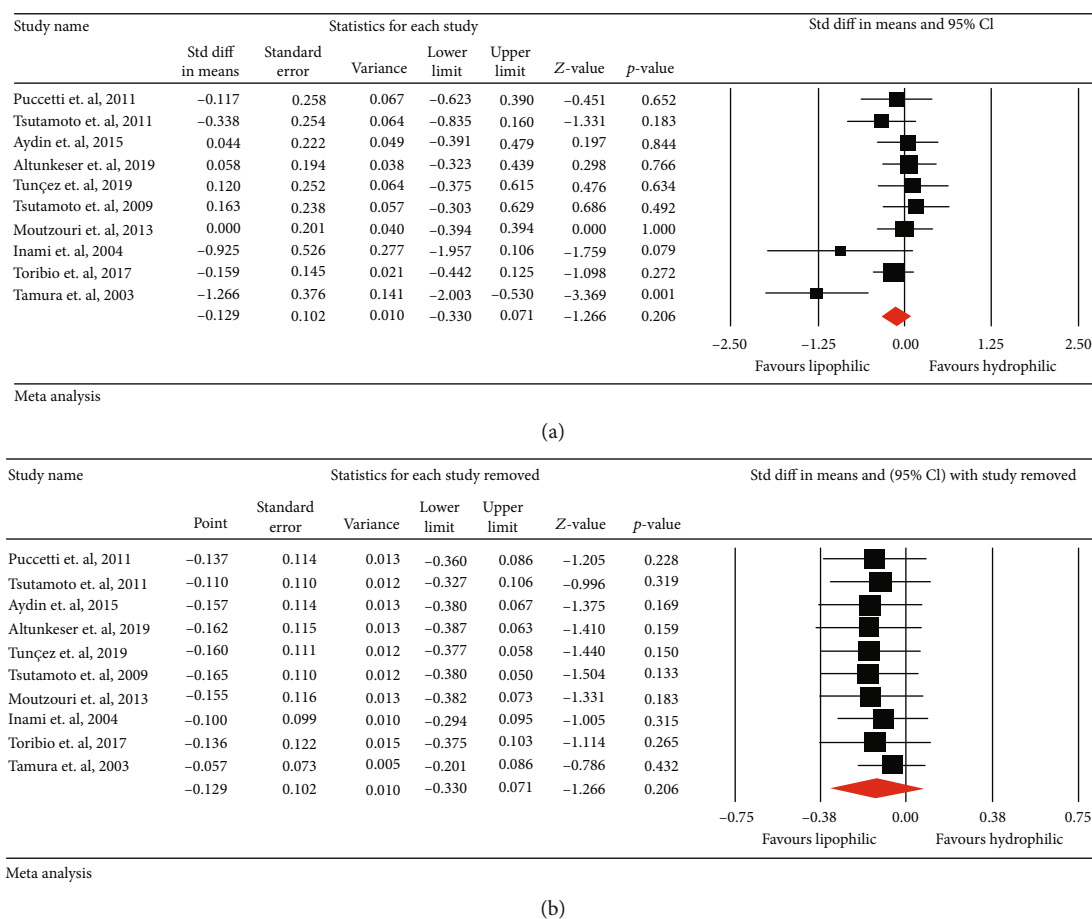 Study name Statistics for each study Std diff in means and 95% CI
Std diff in means Standard error Variance Lower limit Upper limit Z-value p-value
Puccetti et. al, 2011 –0.117 0.258 0.067 –0.623 0.390 –0.451 0.652
Tsutamoto et. al, 2011 –0.338 0.254 0.064 –0.835 0.160 –1.331 0.183
Aydin et. al, 2015 0.044 0.222 0.049 –0.391 0.479 0.197 0.844
Altunkeser et. al, 2019 0.058 0.194 0.038 –0.323 0.439 0.298 0.766
Tunçez et. al, 2019 0.120 0.252 0.064 –0.375 0.615 0.476 0.634
Tsutamoto et. al, 2009 0.163 0.238 0.057 –0.303 0.629 0.686 0.492
Moutzouri et. al, 2013 0.000 0.201 0.040 –0.394 0.394 0.000 1.000
Inami et. al, 2004 –0.925 0.526 0.277 –1.957 0.106 –1.759 0.079
Toribio et. al, 2017 –0.159 0.145 0.021 –0.442 0.125 –1.098 0.272
Tamura et. al, 2003 –1.266 0.376 0.141 –2.003 –0.530 –3.369 0.001
–0.129 0.102 0.010 –0.330 0.071 –1.266 0.206
–2.50 –1.25 0.00 1.25 2.50
Favours lipophilic Favours hydrophilic
Meta analysis
(a)
Study name Statistics for each study removed Std diff in means and (95% CI) with study removed
Point Standard error Variance Lower limit Upper limit Z-value p-value
Puccetti et. al, 2011 –0.137 0.114 0.013 –0.360 0.086 –1.205 0.228
Tsutamoto et. al, 2011 –0.110 0.110 0.012 –0.327 0.106 –0.996 0.319
Aydin et. al, 2015 –0.157 0.114 0.013 –0.380 0.067 –1.375 0.169
Altunkeser et. al, 2019 –0.162 0.115 0.013 –0.387 0.063 –1.410 0.159
Tunçez et. al, 2019 –0.160 0.111 0.012 –0.377 0.058 –1.440 0.150
Tsutamoto et. al, 2009 –0.165 0.110 0.012 –0.380 0.050 –1.504 0.133
Moutzouri et. al, 2013 –0.155 0.116 0.013 –0.382 0.073 –1.331 0.183
Inami et. al, 2004 –0.100 0.099 0.010 –0.294 0.095 –1.005 0.315
Toribio et. al, 2017 –0.136 0.122 0.015 –0.375 0.103 –1.114 0.265
Tamura et. al, 2003 –0.057 0.073 0.005 –0.201 0.086 –0.786 0.432
–0.129 0.102 0.010 –0.330 0.071 –1.266 0.206
–0.75 –0.38 0.00 0.38 0.75
Favours lipophilic Favours hydrophilic
Meta analysis
(b)